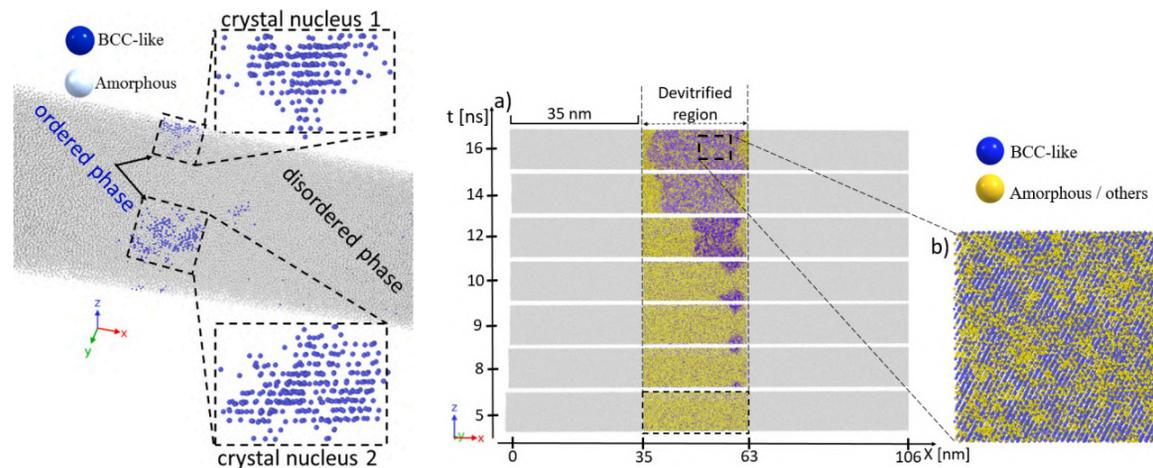 crystal nucleus 1
BCC-like
Amorphous
ordered phase
disordered phase
z
x
y
crystal nucleus 2
a)
t [ns]
35 nm
Devitrified
region
16
14
12
10
9
8
5
z
y
x
0
35
63
106
X [nm]
BCC-like
Amorphous / others
b)